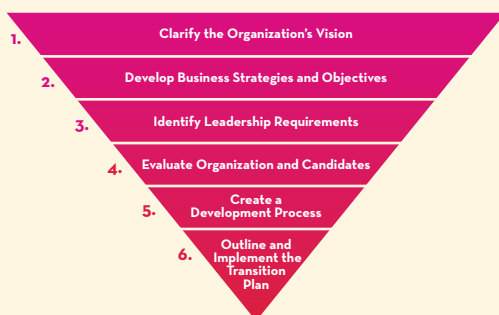 1. Clarify the Organization's Vision
2. Develop Business Strategies and Objectives
3. Identify Leadership Requirements
4. Evaluate Organization and Candidates
5. Create a
Development Process
6. Outline and
Implement the
Transition
Plan